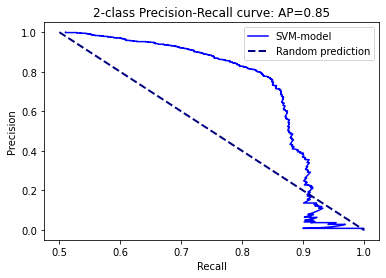 2-class Precision-Recall curve: AP=0.85
SVM-model
Random prediction
Precision
1.0
0.8
0.6
0.4
0.2
0.0
0.5 0.6 0.7 0.8 0.9 1.0
Recall